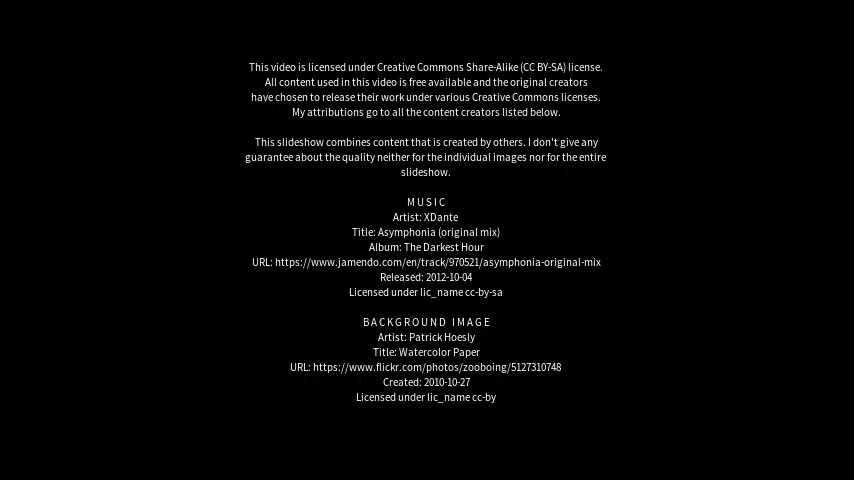 This video is licensed under Creative Commons Share-Alike (CC BY-SA) license.
All content used in this video is free available and the original creators
have chosen to release their work under various Creative Commons licenses.
My attributions go to all the content creators listed below.
This slideshow combines content that is created by others. I don't give any
guarantee about the quality neither for the individual images nor for the entire
slideshow.
MUSIC
Artist: XDante
Title: Asymphonia (original mix)
Album: The Darkest Hour
URL: https://www.jamendo.com/en/track/970521/asymphonia-original-mix
Released: 2012-10-04
Licensed under lic_name cc-by-sa
BACKGROUND IMAGE
Artist: Patrick Hoesly
Title: Watercolor Paper
URL: https://www.flickr.com/photos/zooboing/5127310748
Created: 2010-10-27
Licensed under lic_name cc-by